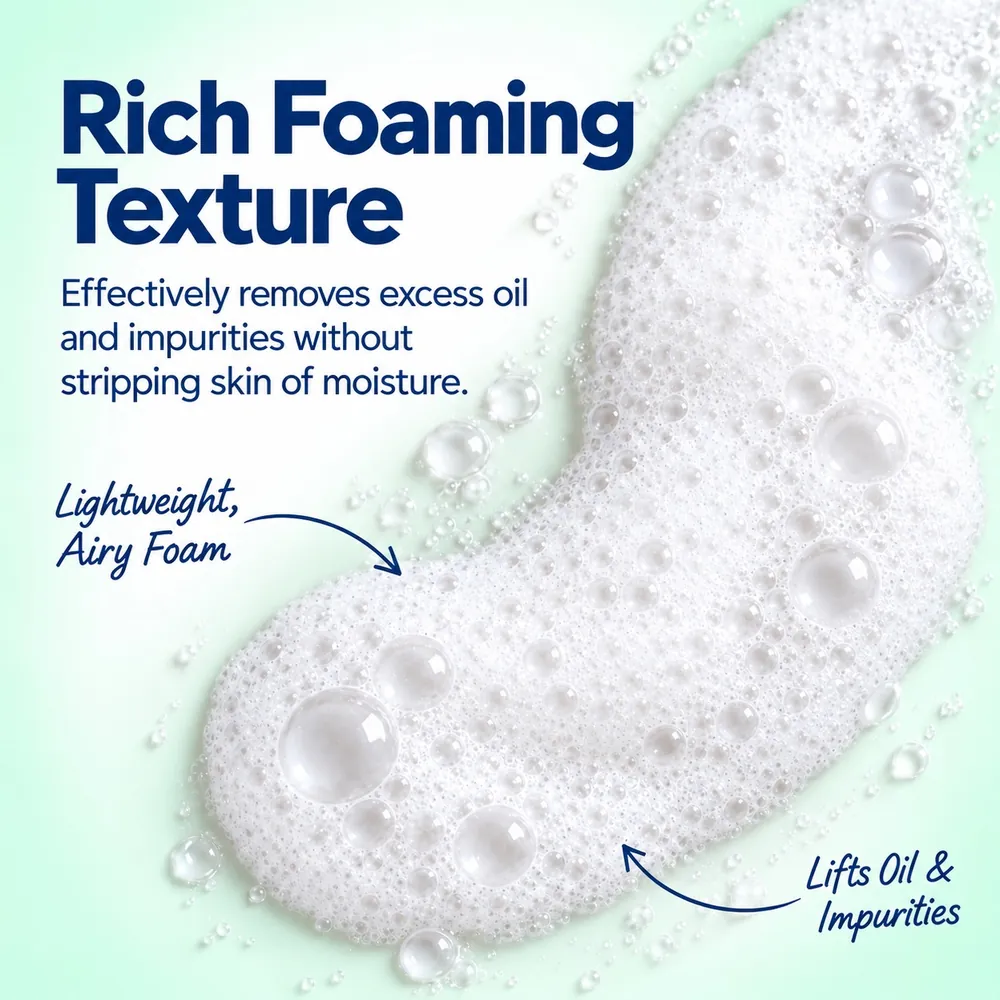 Rich Foaming
Texture
Effectively removes excess oil
and impurities without
stripping skin of moisture.
Lightweight,
Airy Foam
Lifts Oil &
Impurities